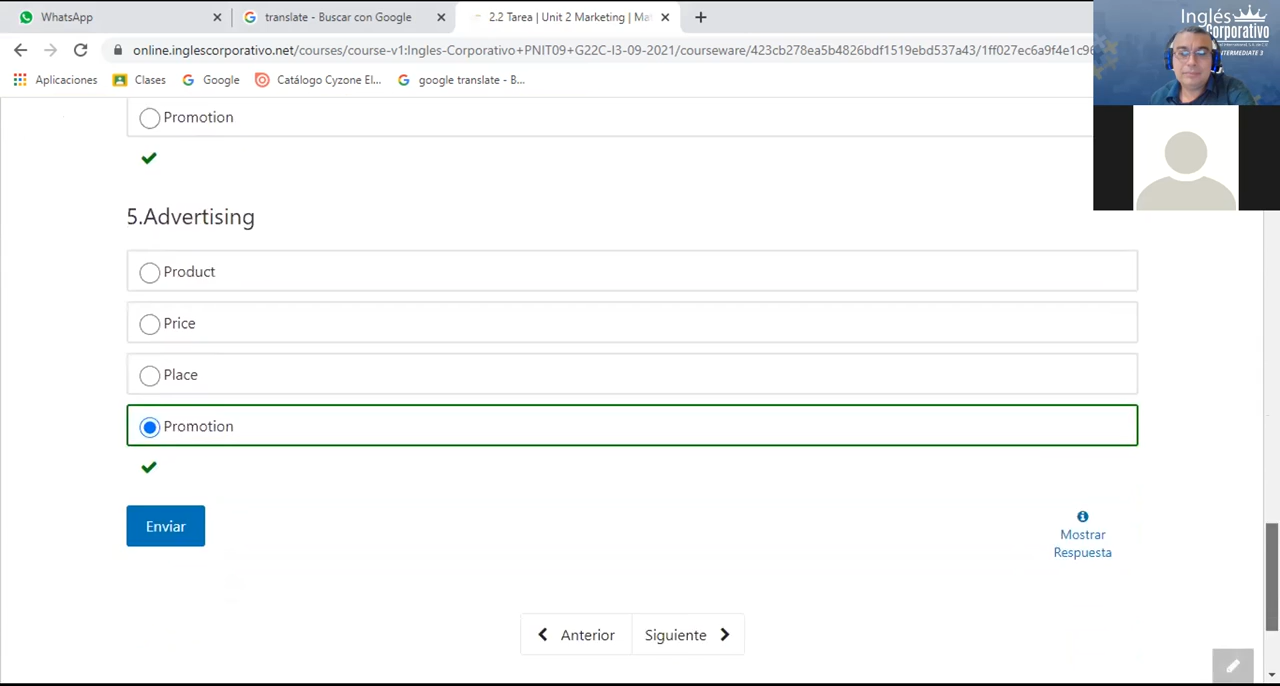 WhatsApp
translate - Buscar con Google
2.2 Tarea | Unit 2 Marketing | Ma
online.inglescorporativo.net/courses/course-v1:Ingles-Corporativo+PNIT09+G22C-I3-09-2021/courseware/423cb278ea5b4826bdf1519ebd537a43/1ff027ec6a9f4e1c96
Aplicaciones
Clases
Google
Catálogo Cyzone El...
google translate - B...
Inglés
Corporativo
INTERMEDIATE 3
Promotion
5.Advertising
Product
Price
Place
Promotion
Enviar
Mostrar
Respuesta
Anterior
Siguiente